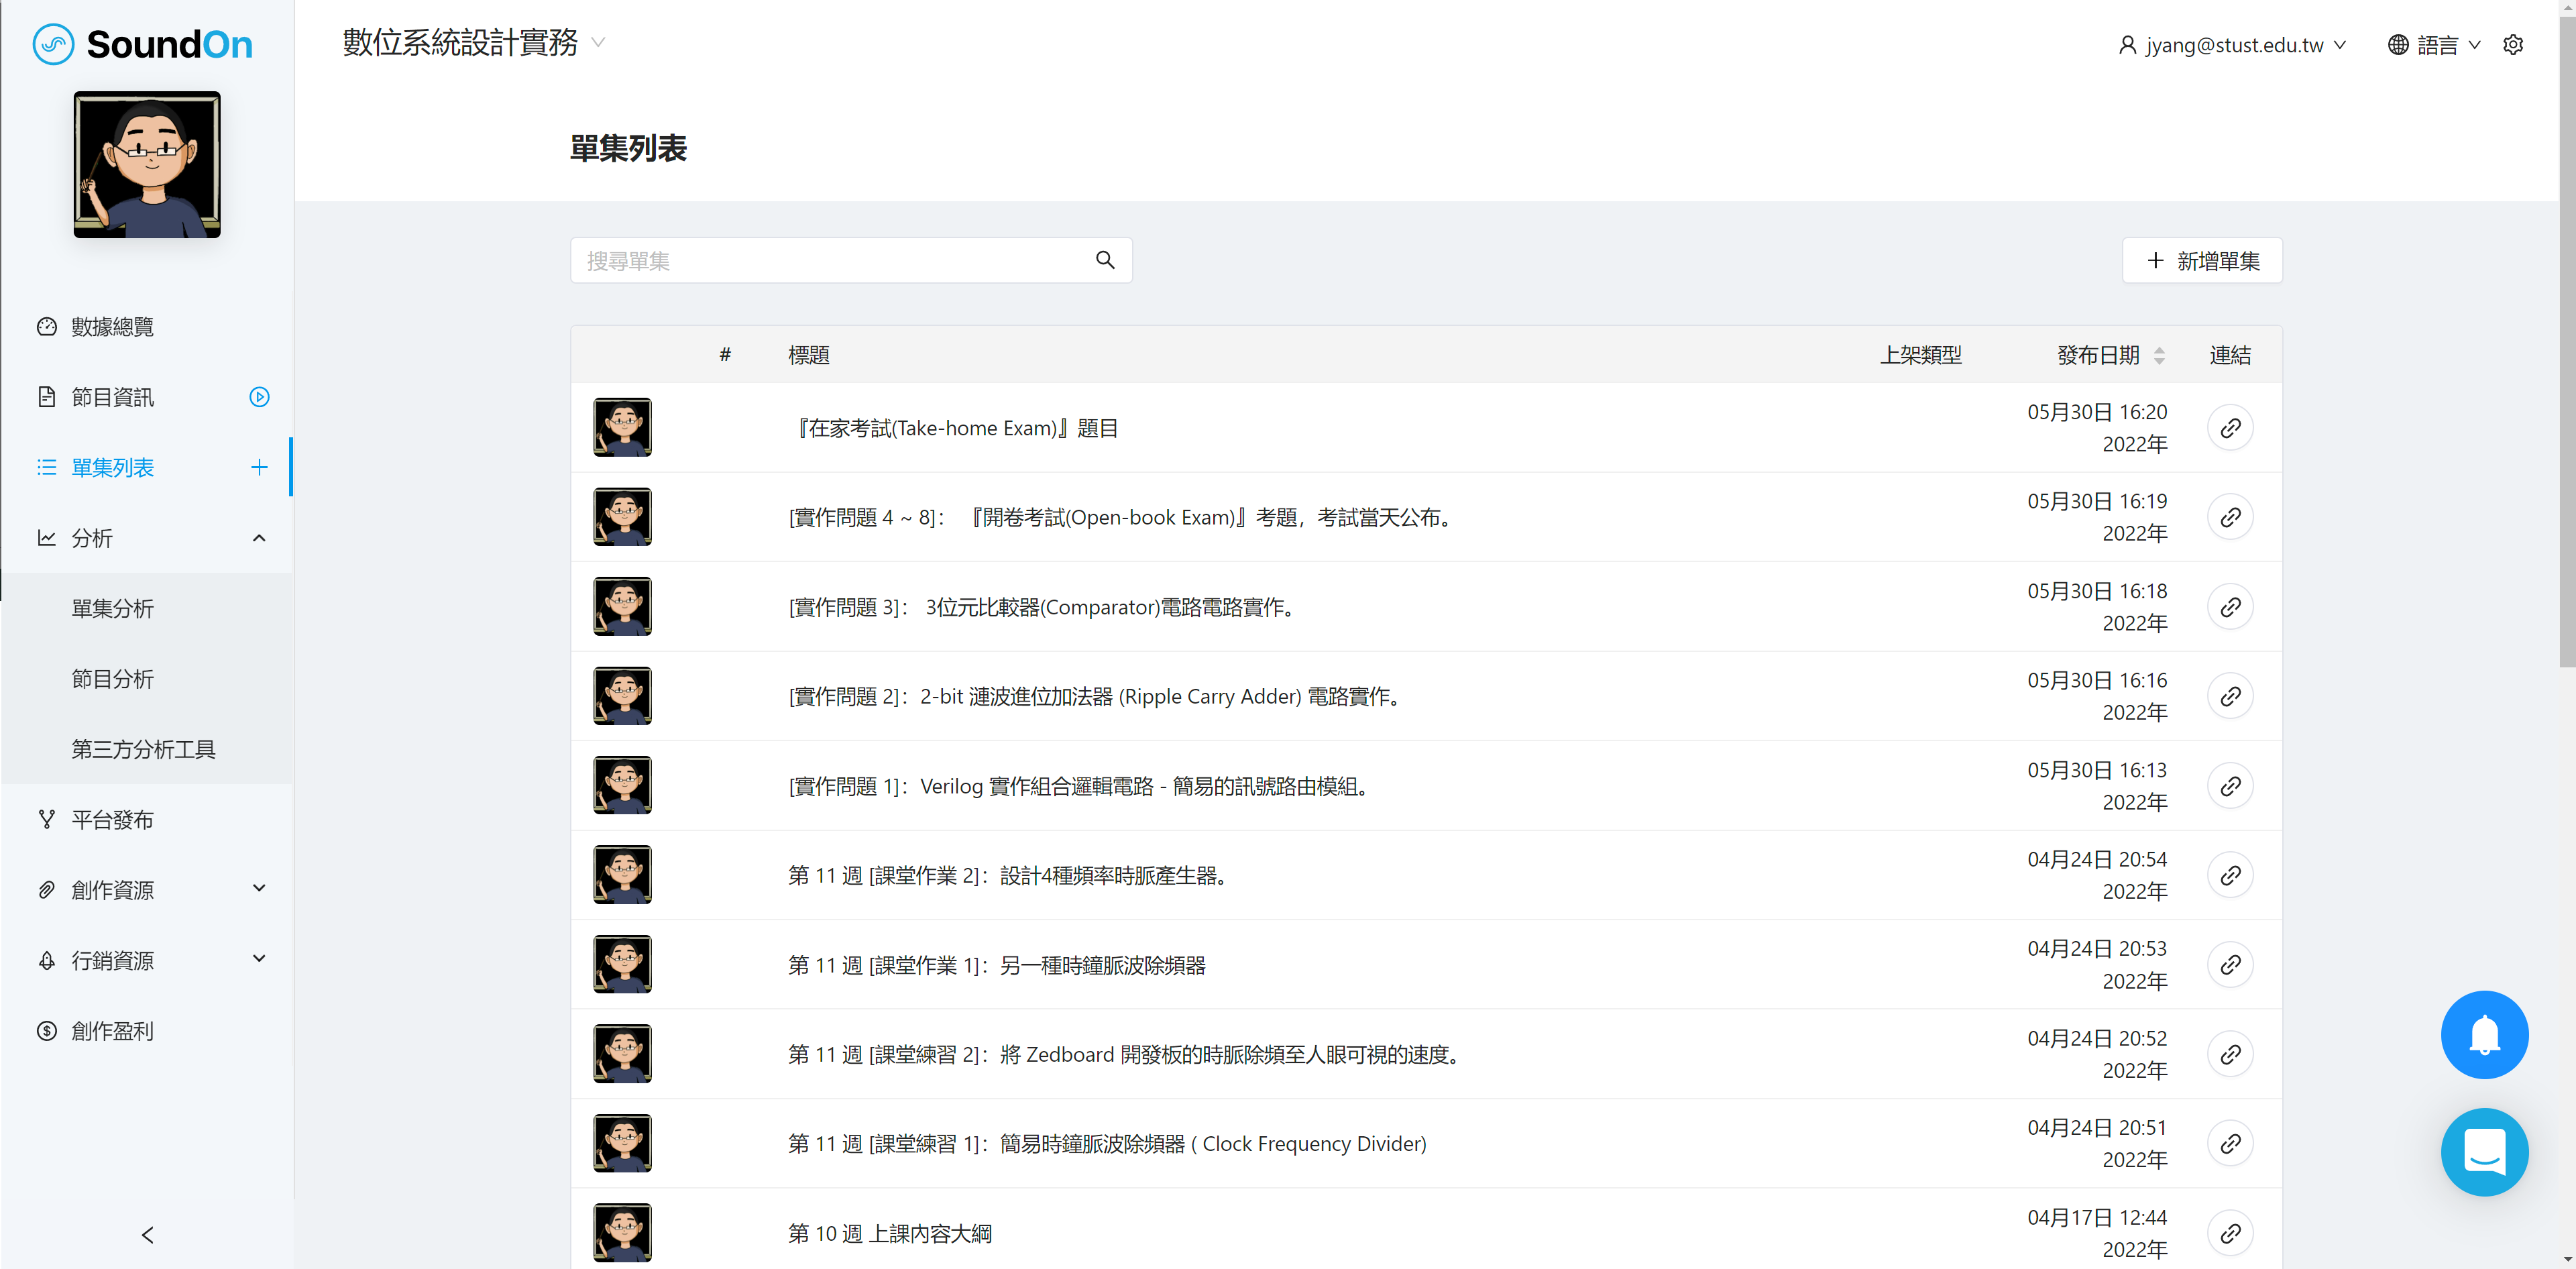 SoundOn
數位系統設計實務
jyang@stust.edu.tw
語言
單集列表
數據總覽
節目資訊
單集列表
分析
單集分析
節目分析
第三方分析工具
平台發布
創作資源
行銷資源
創作盈利
搜尋單集
新增單集
# 標題 上架類型 發布日期 連結
『在家考試(Take-home Exam)』題目 05月30日 16:20
2022年
[實作問題 4 ~ 8]： 『開卷考試(Open-book Exam)』考題，考試當天公布。 05月30日 16:19
2022年
[實作問題 3]： 3位元比較器(Comparator)電路電路實作。 05月30日 16:18
2022年
[實作問題 2]：2-bit 漣波進位加法器 (Ripple Carry Adder) 電路實作。 05月30日 16:16
2022年
[實作問題 1]：Verilog 實作組合邏輯電路 - 簡易的訊號路由模組。 05月30日 16:13
2022年
第 11 週 [課堂作業 2]：設計4種頻率時脈產生器。 04月24日 20:54
2022年
第 11 週 [課堂作業 1]：另一種時鐘脈波除頻器 04月24日 20:53
2022年
第 11 週 [課堂練習 2]：將 Zedboard 開發板的時脈除頻至人眼可視的速度。 04月24日 20:52
2022年
第 11 週 [課堂練習 1]：簡易時鐘脈波除頻器 ( Clock Frequency Divider) 04月24日 20:51
2022年
第 10 週 上課內容大綱 04月17日 12:44
2022年